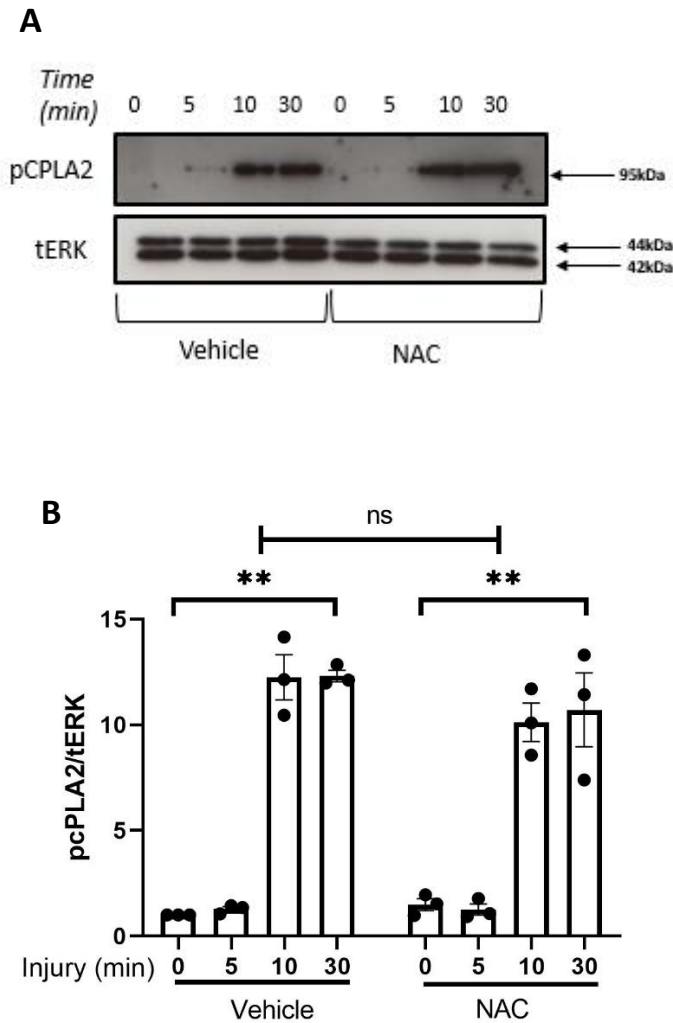 A
Time
(min) 0 5 10 30 0 5 10 30
pCPLA2
95kDa
tERK
44kDa
42kDa
Vehicle NAC
B
ns
** **
15
10
5
0
pcPLA2/tERK
Injury (min) 0 5 10 30 0 5 10 30
Vehicle NAC